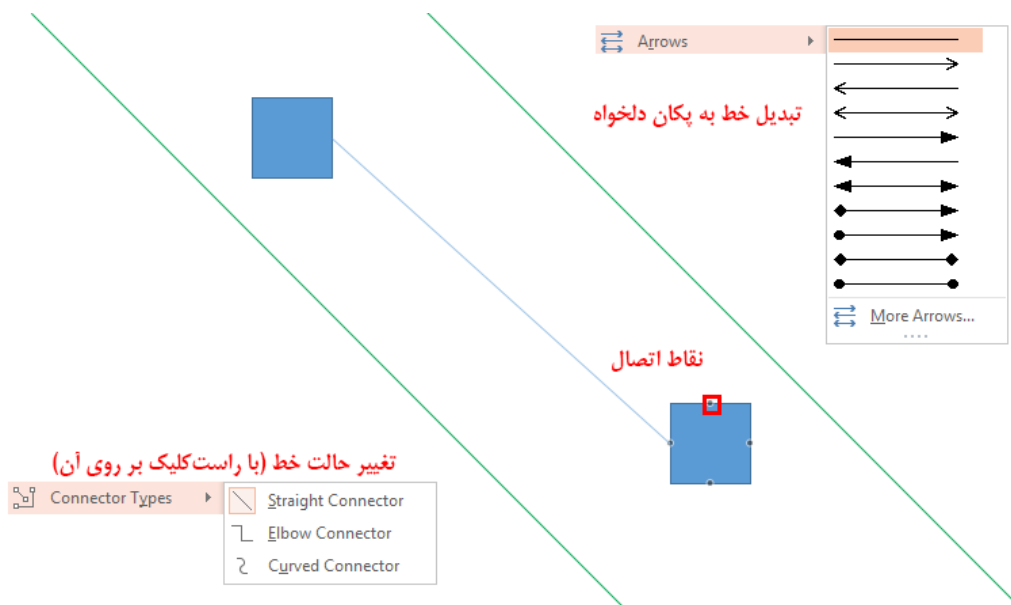 Arrows
تبدیل خط به پکان دلخواه
More Arrows...
نقاط اتصال
تغییر حالت خط (با راست‌کلیک بر روی آن)
Connector Types
Straight Connector
Elbow Connector
Curved Connector